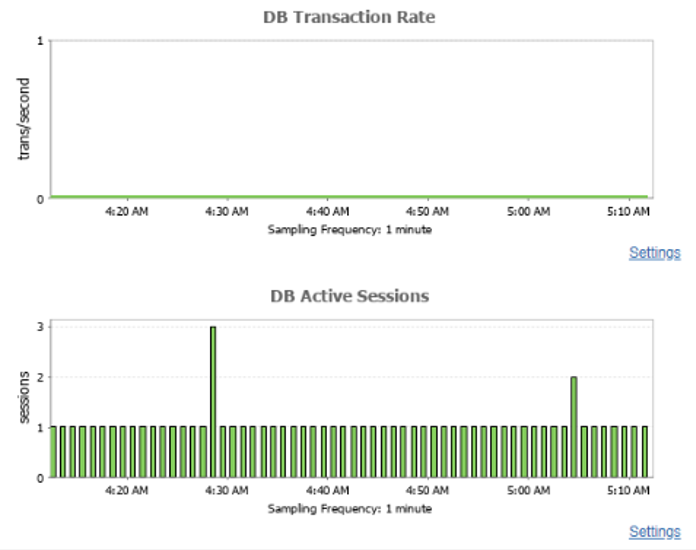 DB Transaction Rate
1
trans/second
0
4:20 AM 4:30 AM 4:40 AM 4:50 AM 5:00 AM 5:10 AM
Sampling Frequency: 1 minute
Settings
DB Active Sessions
3
2
sessions
1
0
4:20 AM 4:30 AM 4:40 AM 4:50 AM 5:00 AM 5:10 AM
Sampling Frequency: 1 minute
Settings